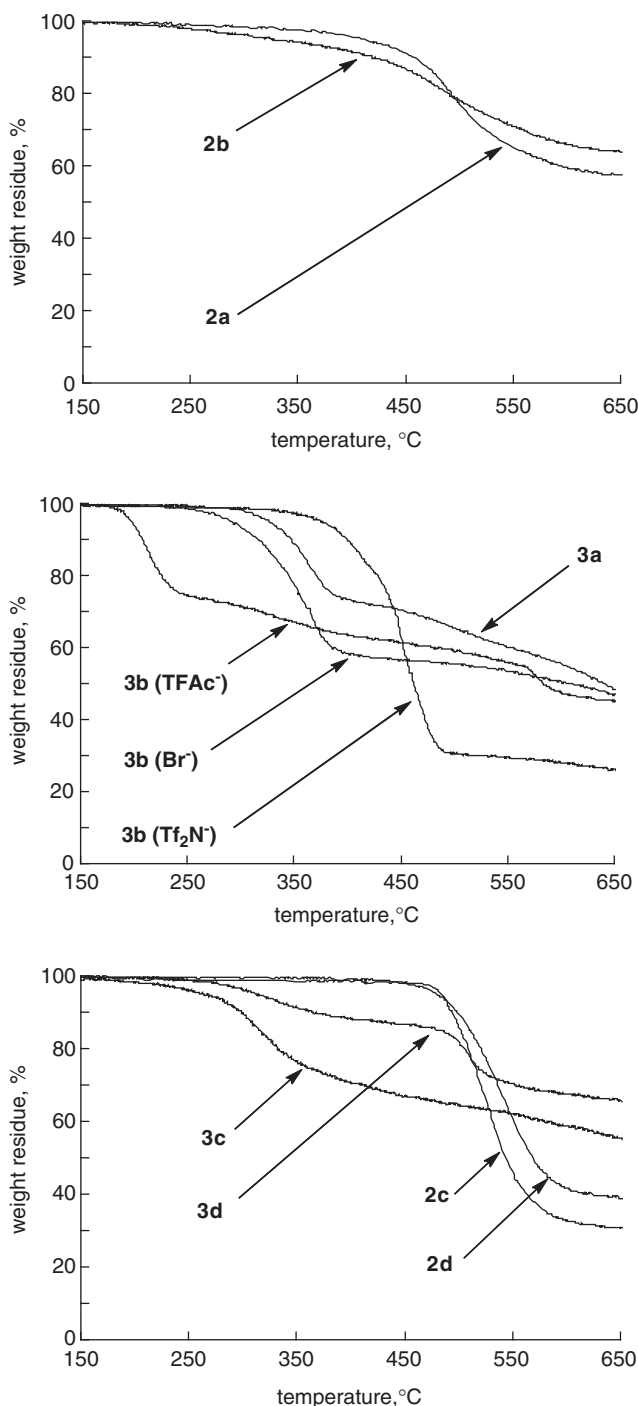 100
80
60
40
20
0
weight residue, %
2b
2a
150 250 350 450 550 650
temperature, °C
100
80
60
40
20
0
weight residue, %
3a
3b (TFAc⁻)
3b (Br⁻)
3b (Tf₂N⁻)
150 250 350 450 550 650
temperature,°C
100
80
60
40
20
0
weight residue, %
3c
3d
2c
2d
150 250 350 450 550 650
temperature,°C